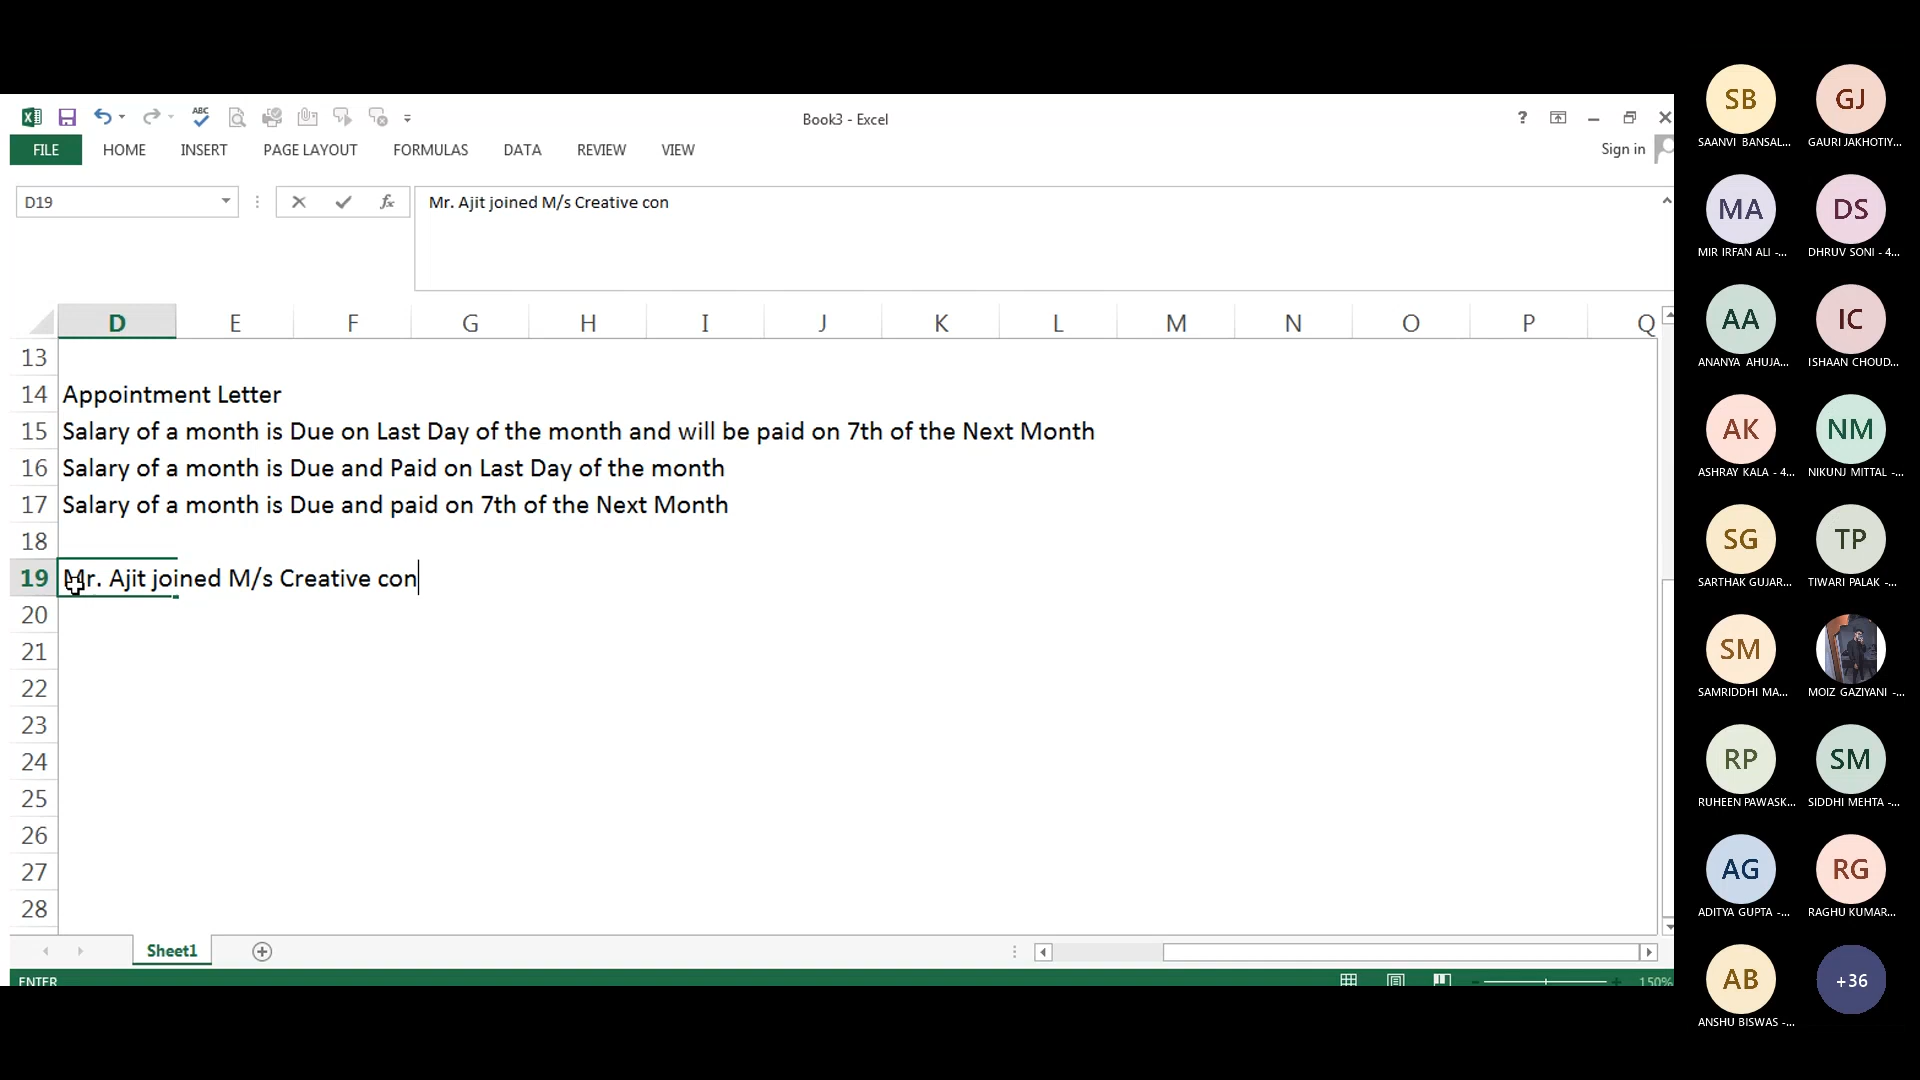 ABC
Book3 - Excel
?
FILE HOME INSERT PAGE LAYOUT FORMULAS DATA REVIEW VIEW
Sign in
D19
fx
Mr. Ajit joined M/s Creative con
D E F G H I J K L M N O P Q
13
14 Appointment Letter
15 Salary of a month is Due on Last Day of the month and will be paid on 7th of the Next Month
16 Salary of a month is Due and Paid on Last Day of the month
17 Salary of a month is Due and paid on 7th of the Next Month
18
19 Mr. Ajit joined M/s Creative con
20
21
22
23
24
25
26
27
28
Sheet1
ENTER
150%
SB GJ
SAANVI BANSAL... GAURI JAKHOTIY...
MA DS
MIR IRFAN ALI -... DHRUV SONI - 4...
AA IC
ANANYA AHUJA... ISHAAN CHOUD...
AK NM
ASHRAY KALA - 4... NIKUNJ MITTAL -...
SG TP
SARTHAK GUJAR... TIWARI PALAK -...
SM
SAMRIDDHI MA... MOIZ GAZIYANI -...
RP SM
RUHEEN PAWASK... SIDDHI MEHTA -...
AG RG
ADITYA GUPTA -... RAGHU KUMAR...
AB +36
ANSHU BISWAS -...